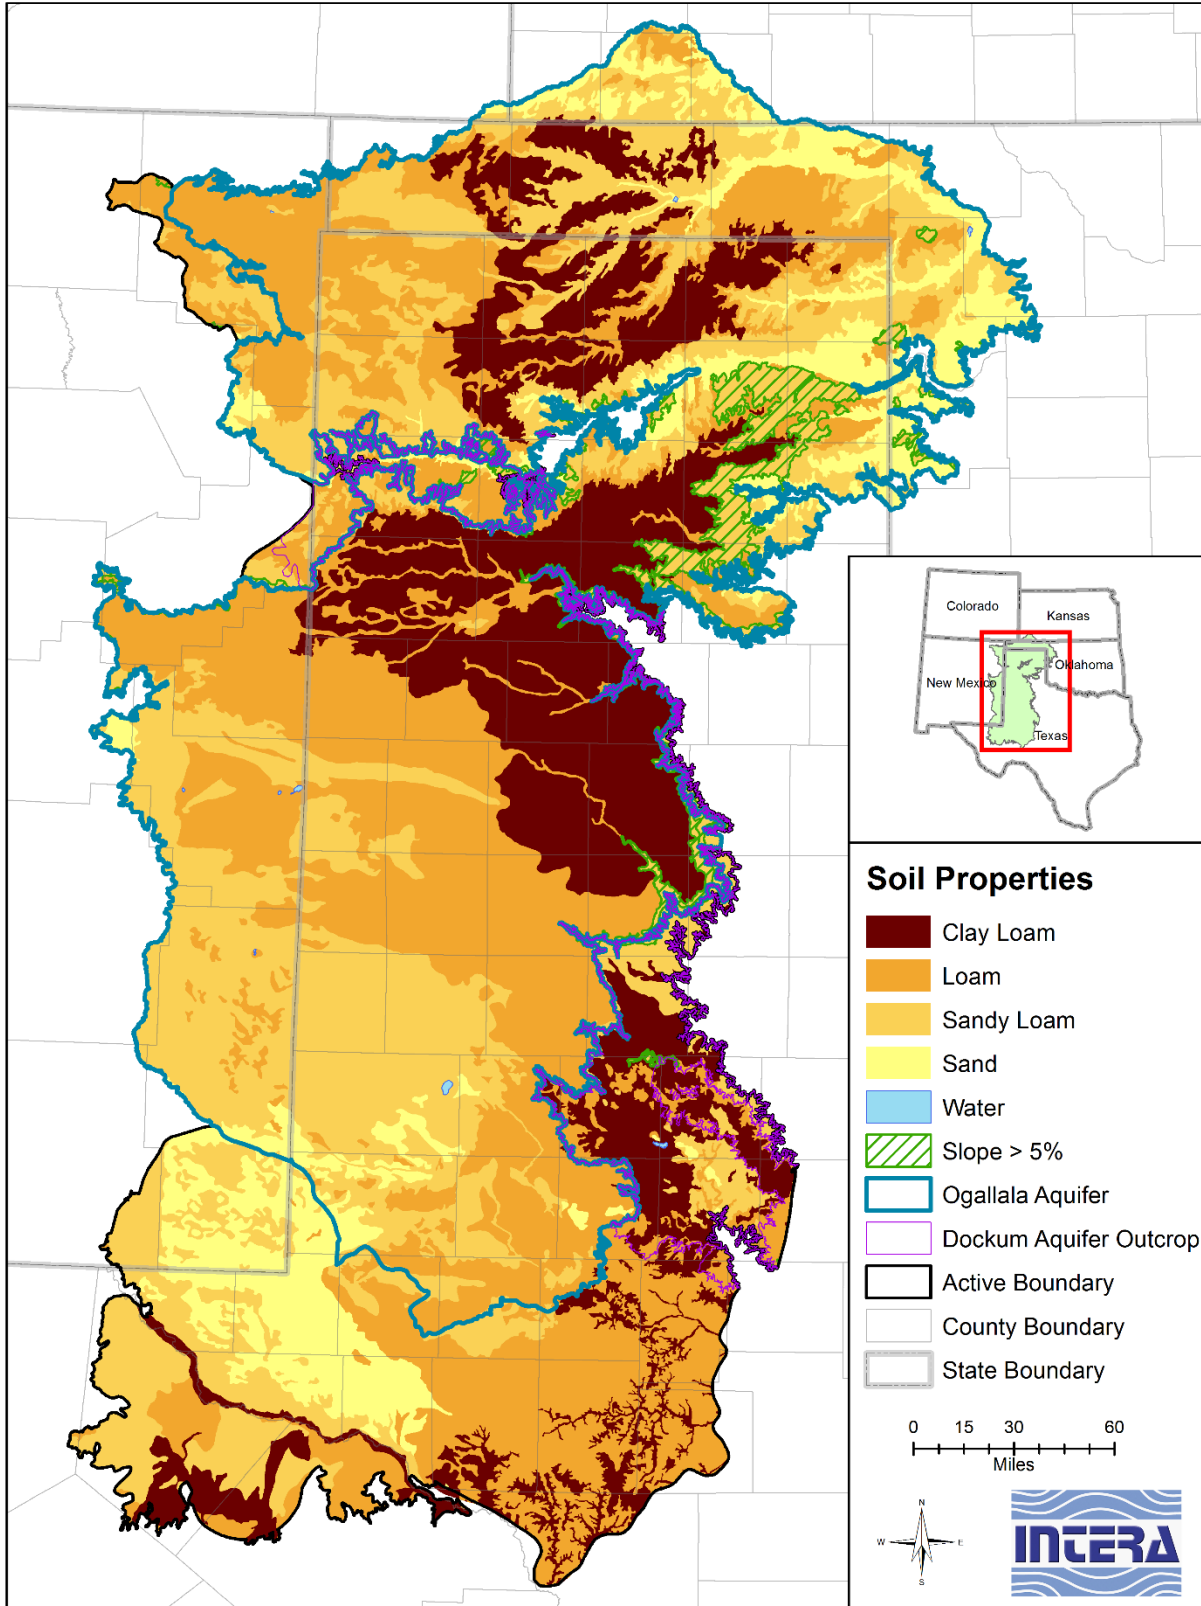 Colorado
Kansas
New Mexico
Oklahoma
Texas
Soil Properties
Clay Loam
Loam
Sandy Loam
Sand
Water
Slope > 5%
Ogallala Aquifer
Dockum Aquifer Outcrop
Active Boundary
County Boundary
State Boundary
0 15 30 60
Miles
N
W E
S
INTERA